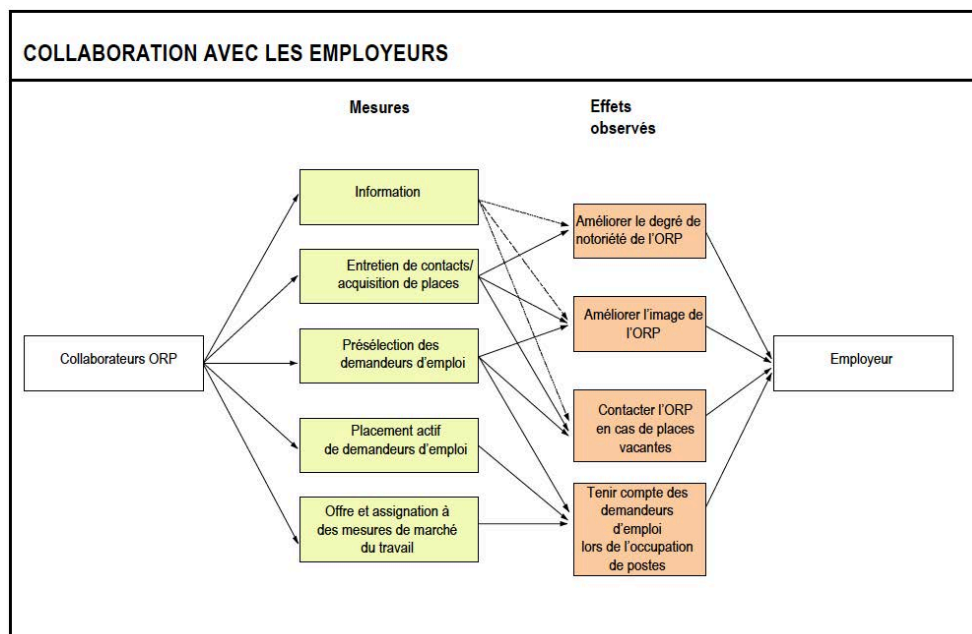 COLLABORATION AVEC LES EMPLOYEURS
Mesures
Effets
observés
Information
Entretien de contacts/
acquisition de places
Présélection des
demandeurs d'emploi
Placement actif
de demandeurs d'emploi
Offre et assignation à
des mesures de marché
du travail
Collaborateurs ORP
Améliorer le degré de
notoriété de l'ORP
Améliorer l'image de
l'ORP
Contacter l'ORP
en cas de places
vacantes
Tenir compte des
demandeurs
d'emploi
lors de l'occupation
de postes
Employeur